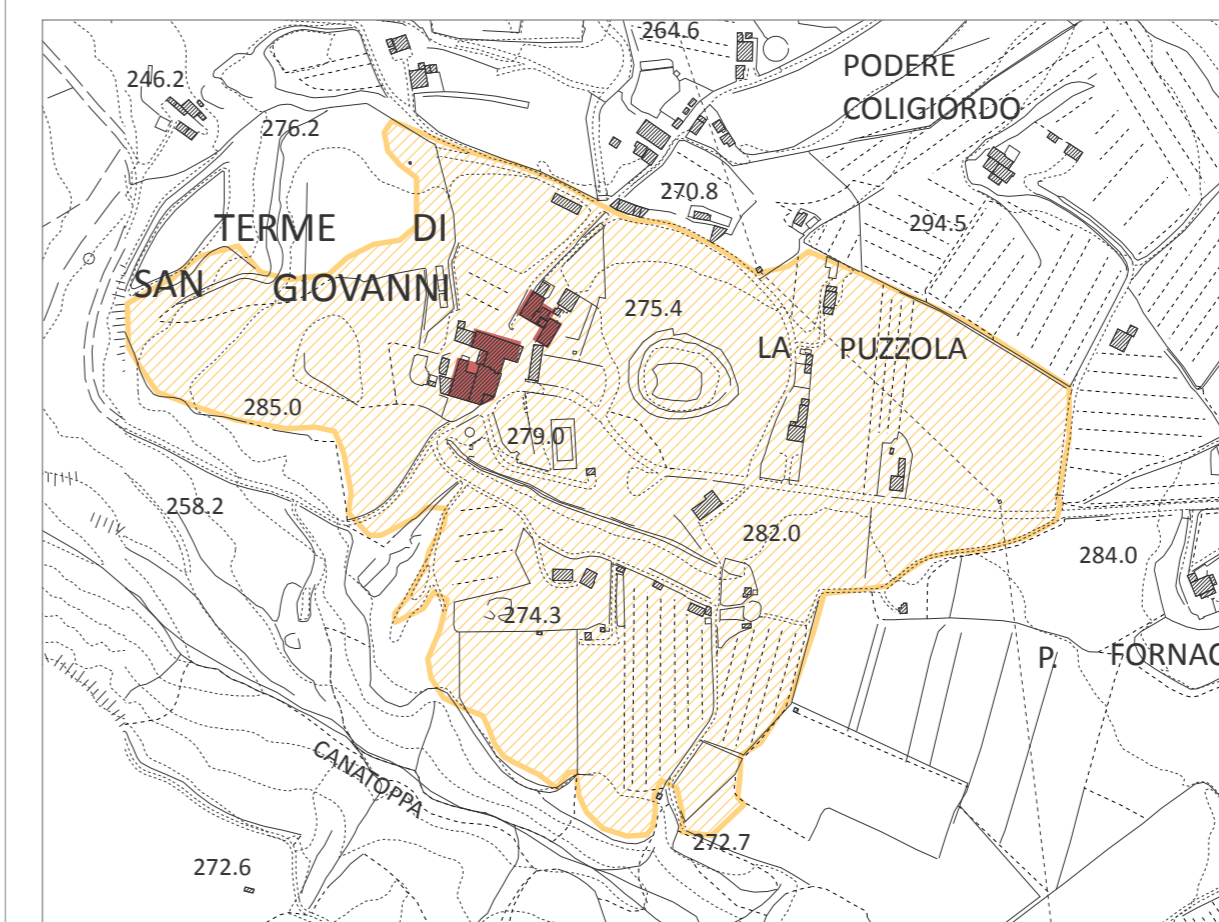 264.6
PODERE
COLIGIORDO
246.2
276.2
270.8
294.5
TERME DI
SAN GIOVANNI
275.4
LA PUZZOLA
285.0
279.0
258.2
282.0
284.0
274.3
P. FORNAC
CANATOPPA
272.7
272.6